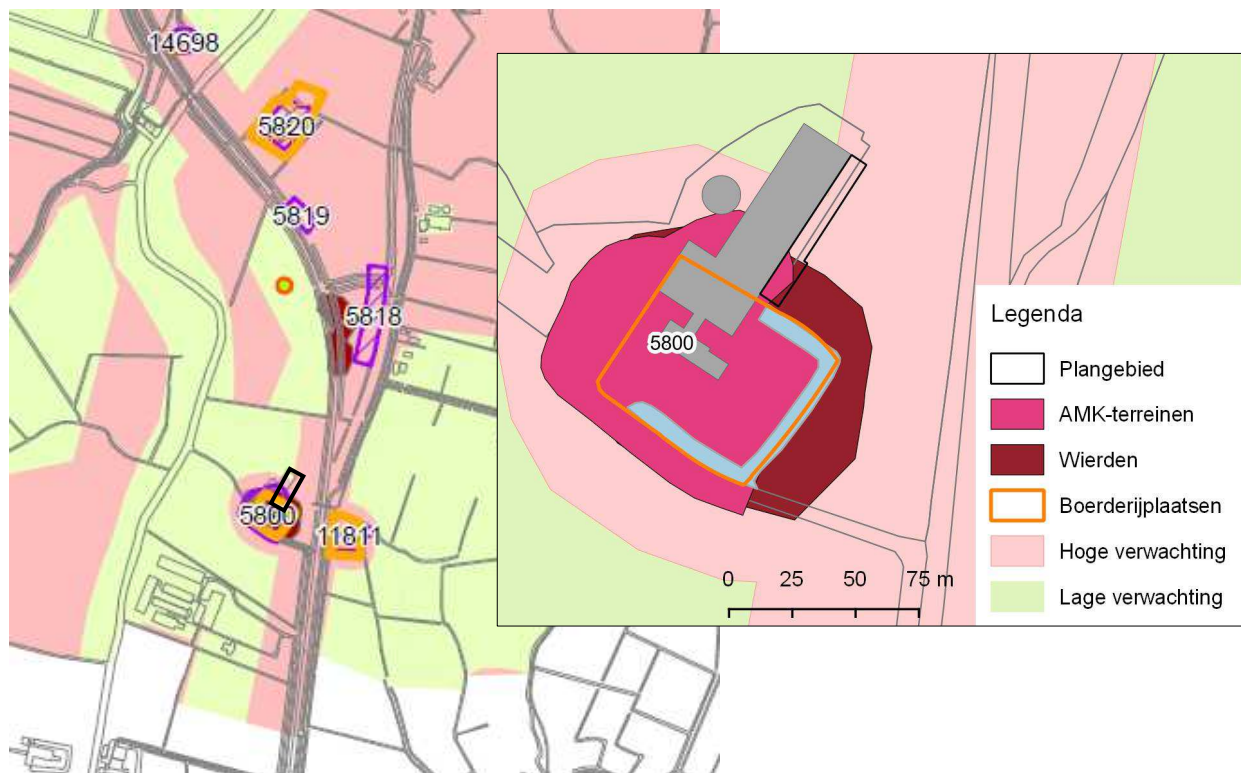 14698
5820
5819
5818
5800
11811
5800
Legenda
Plangebied
AMK-terreinen
Wierden
Boerderijplaatsen
Hoge verwachting
Lage verwachting
0 25 50 75 m